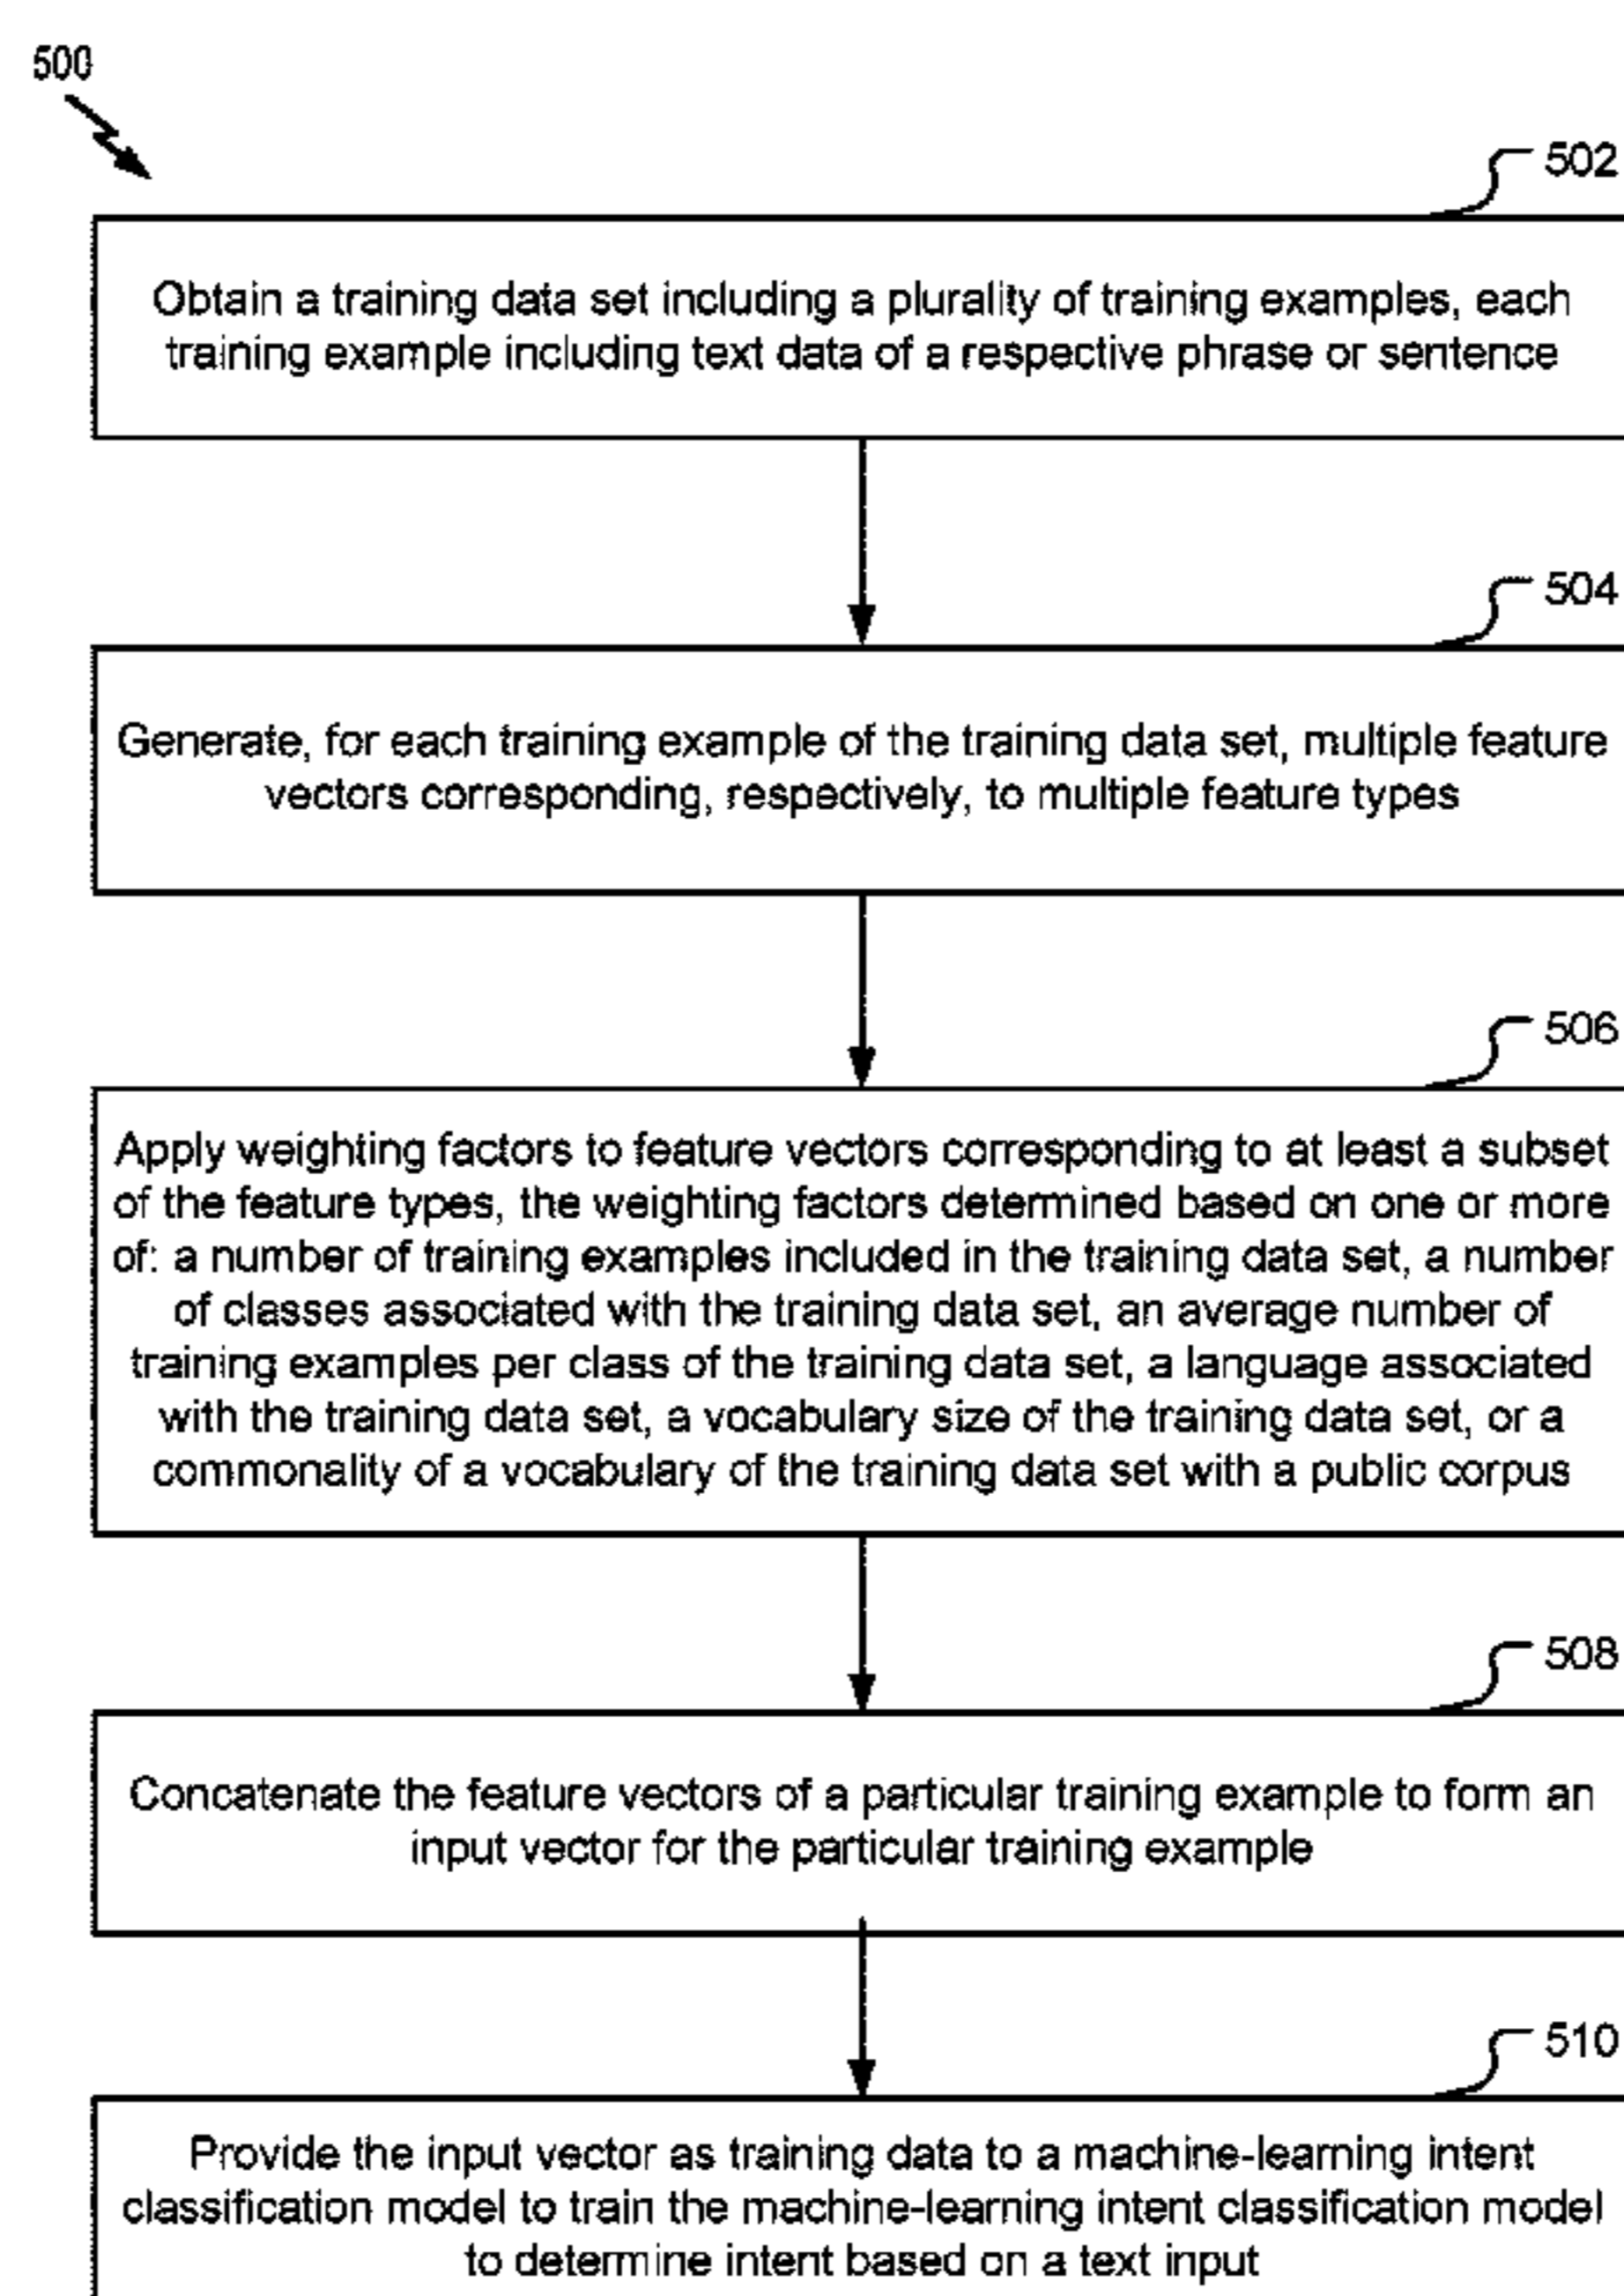 500
502
Obtain a training data set including a plurality of training examples, each
training example including text data of a respective phrase or sentence
504
Generate, for each training example of the training data set, multiple feature
vectors corresponding, respectively, to multiple feature types
506
Apply weighting factors to feature vectors corresponding to at least a subset
of the feature types, the weighting factors determined based on one or more
of: a number of training examples included in the training data set, a number
of classes associated with the training data set, an average number of
training examples per class of the training data set, a language associated
with the training data set, a vocabulary size of the training data set, or a
commonality of a vocabulary of the training data set with a public corpus
508
Concatenate the feature vectors of a particular training example to form an
input vector for the particular training example
510
Provide the input vector as training data to a machine-learning intent
classification model to train the machine-learning intent classification model
to determine intent based on a text input